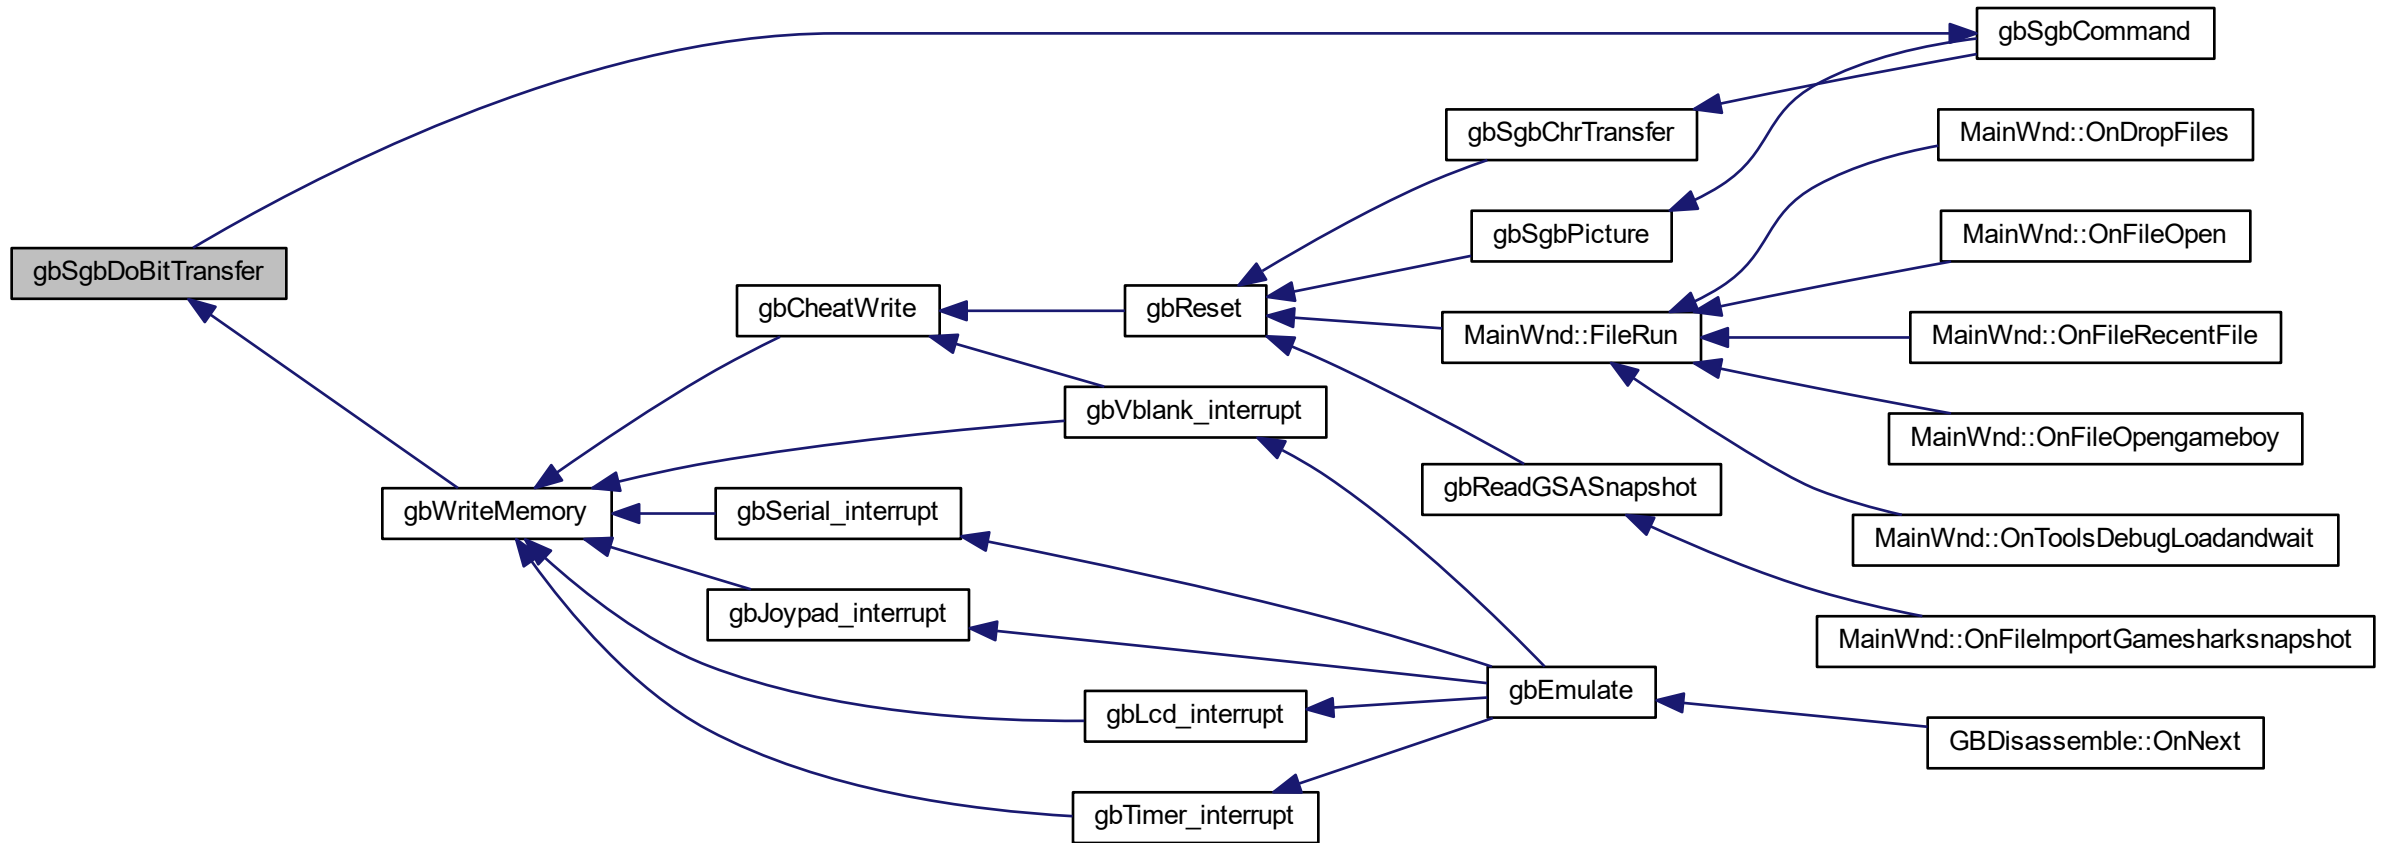 gbSgbCommand
gbSgbChrTransfer
MainWnd::OnDropFiles
gbSgbPicture
MainWnd::OnFileOpen
gbSgbDoBitTransfer
gbCheatWrite
gbReset
MainWnd::FileRun
MainWnd::OnFileRecentFile
gbVblank_interrupt
MainWnd::OnFileOpengameboy
gbReadGSASnapshot
gbWriteMemory
gbSerial_interrupt
MainWnd::OnToolsDebugLoadandwait
gbJoypad_interrupt
MainWnd::OnFileImportGamesharksnapshot
gbEmulate
gbLcd_interrupt
GBDisassemble::OnNext
gbTimer_interrupt